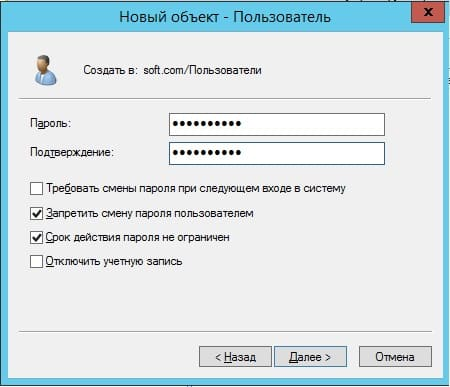 Новый объект - Пользователь
x
Создать в: soft.com/Пользователи
Пароль: ••••••••••
Подтверждение: ••••••••••
Требовать смены пароля при следующем входе в систему
Запретить смену пароля пользователем
Срок действия пароля не ограничен
Отключить учетную запись
< Назад Далее > Отмена